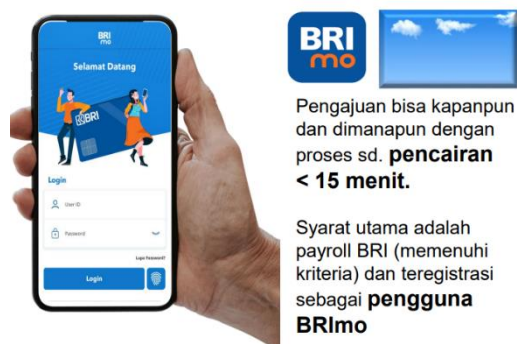 BRI
mo
Selamat Datang
BRI
Login
User ID
Password
Lupa Password?
Login
BRI
mo
Pengajuan bisa kapanpun
dan dimanapun dengan
proses sd. pencairan
< 15 menit.
Syarat utama adalah
payroll BRI (memenuhi
kriteria) dan teregistrasi
sebagai pengguna
BRImo